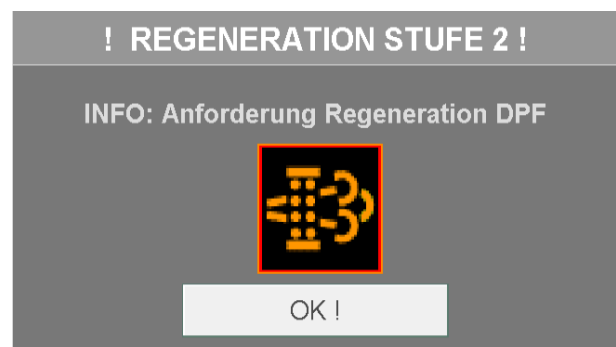 ! REGENERATION STUFE 2 !
INFO: Anforderung Regeneration DPF
OK !